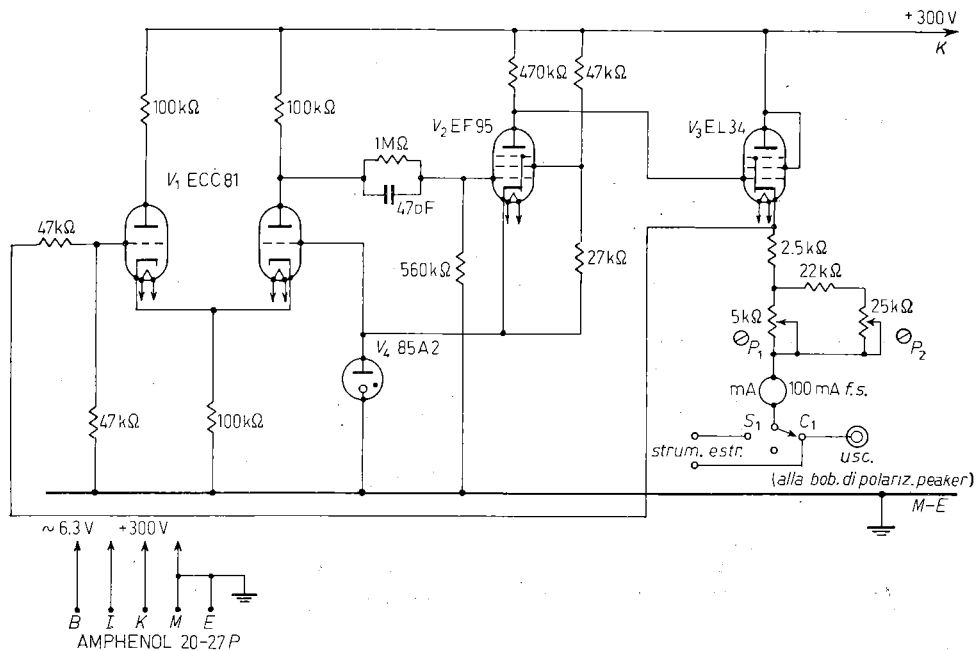 +300V
K
100kΩ
100kΩ
470kΩ
47kΩ
V2 EF95
V3 EL34
1MΩ
V1 ECC81
47pF
47kΩ
2.5kΩ
22kΩ
560kΩ
27kΩ
5kΩ
25kΩ
P1
P2
V4 85A2
mA
100 mA f.s.
47kΩ
100kΩ
S1
C1
strum. estr.
usc.
(alla bob. di polariz. peaker)
M-E
~6.3V
+300V
B I K M E
AMPHENOL 20-27P